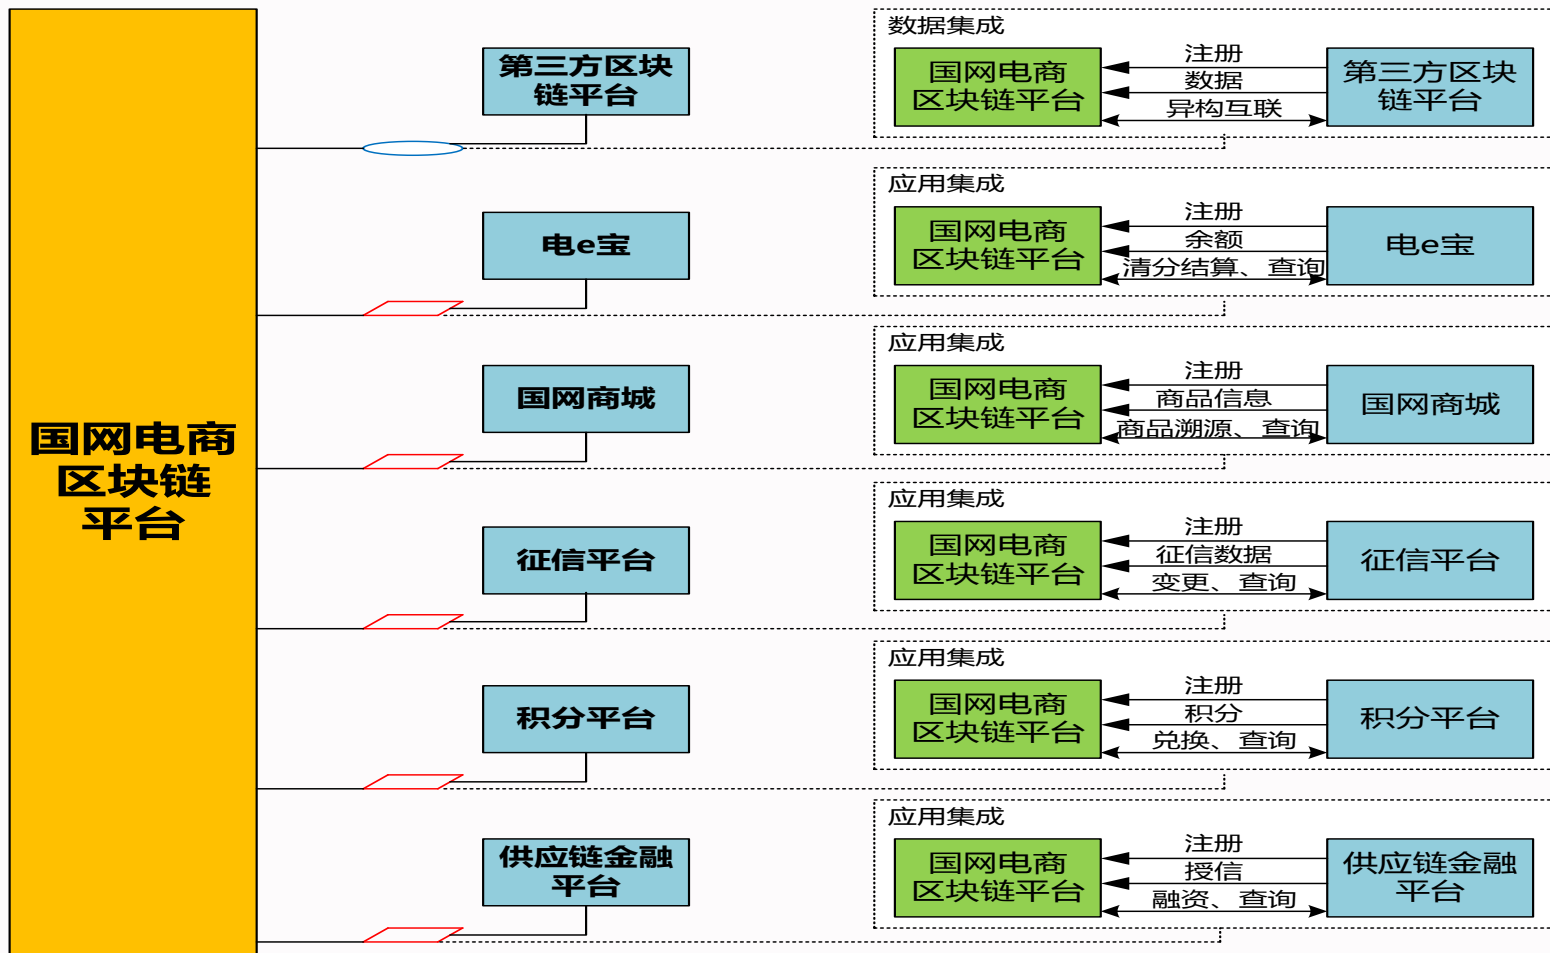 国网电商
区块链
平台
第三方区块
链平台
数据集成
国网电商
区块链平台
注册
数据
异构互联
第三方区块
链平台
电e宝
应用集成
国网电商
区块链平台
注册
余额
清分结算、查询
电e宝
国网商城
应用集成
国网电商
区块链平台
注册
商品信息
商品溯源、查询
国网商城
征信平台
应用集成
国网电商
区块链平台
注册
征信数据
变更、查询
征信平台
积分平台
应用集成
国网电商
区块链平台
注册
积分
兑换、查询
积分平台
供应链金融
平台
应用集成
国网电商
区块链平台
注册
授信
融资、查询
供应链金融
平台